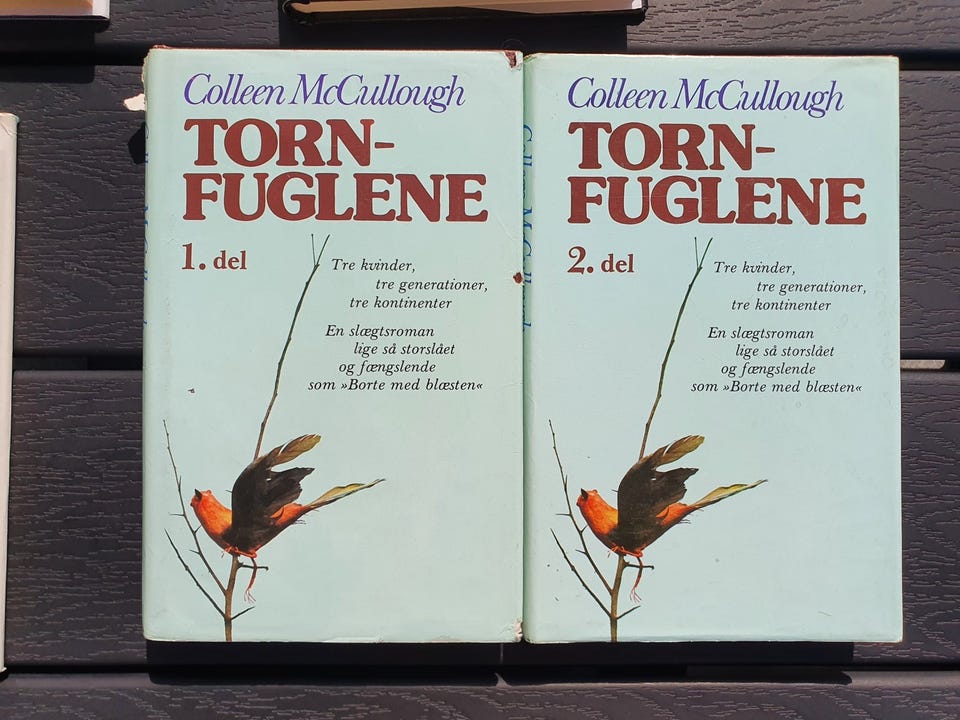 Colleen McCullough
TORN-
FUGLENE
1. del
Tre kvinder,
tre generationer,
tre kontinenter
En slægtsroman
lige så storslået
og fængslende
som »Borte med blæsten«
Colleen McCullough
TORN-
FUGLENE
2. del
Tre kvinder,
tre generationer,
tre kontinenter
En slægtsroman
lige så storslået
og fængslende
som »Borte med blæsten«